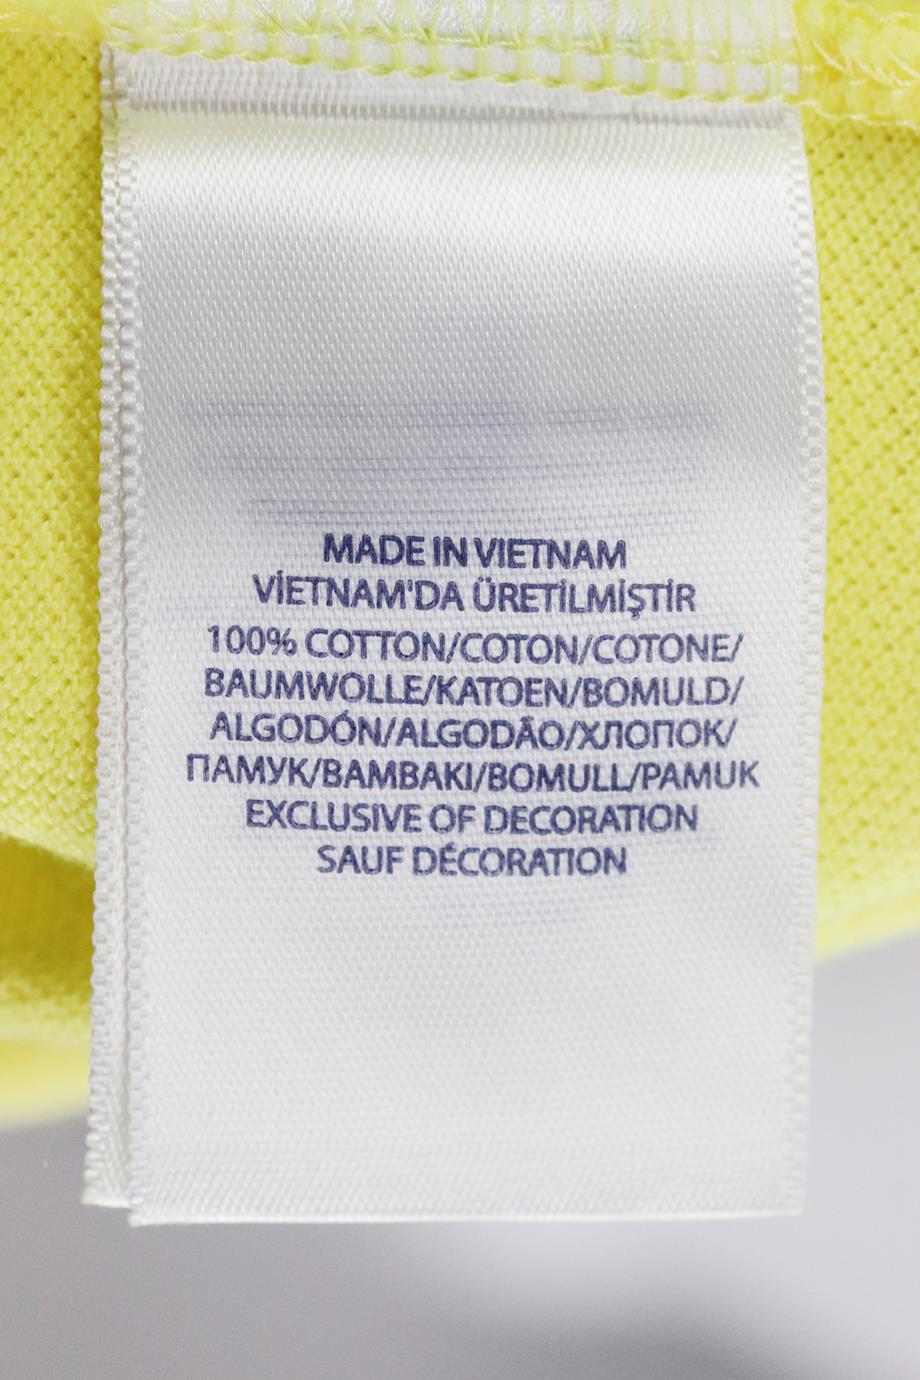 MADE IN VIETNAM
VİETNAM'DA ÜRETİLMİŞTİR
100% COTTON/COTON/COTONE/
BAUMWOLLE/KATOEN/BOMULD/
ALGODÓN/ALGODÃO/ХЛОПОК/
ПАМУК/BAMBAKI/BOMULL/PAMUK
EXCLUSIVE OF DECORATION
SAUF DÉCORATION